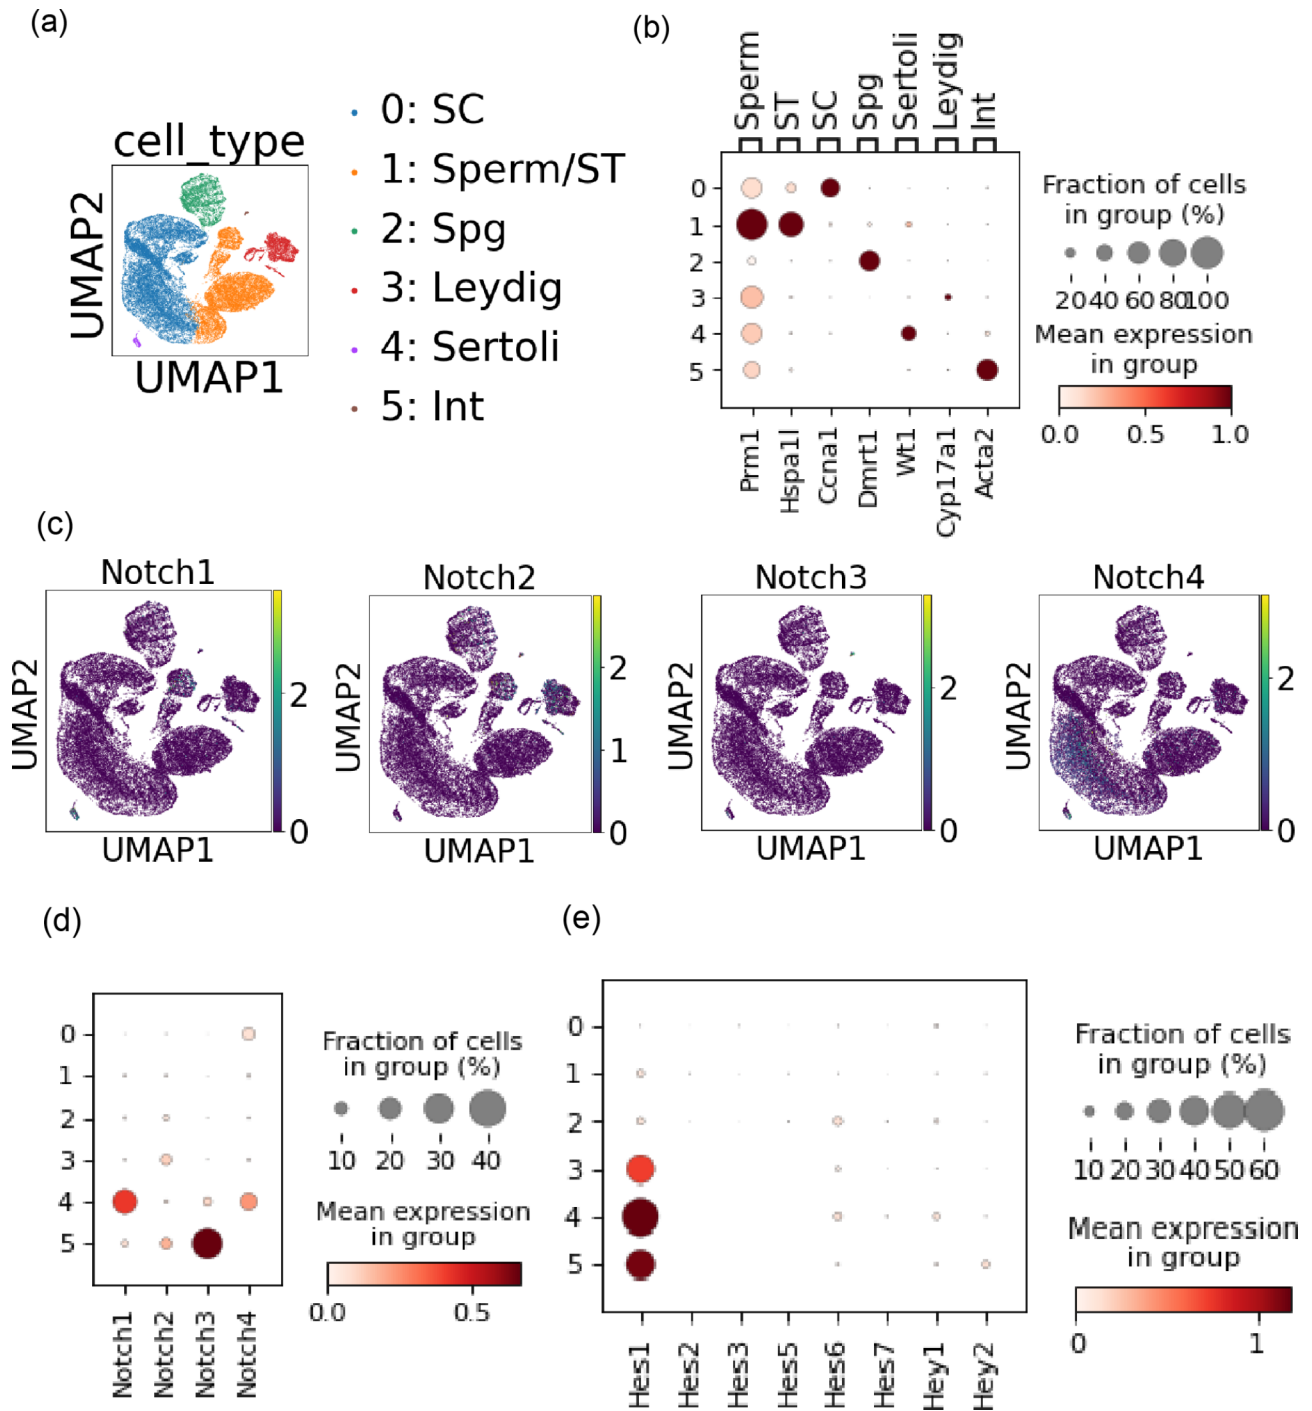 (a)
cell_type
UMAP2
UMAP1
0: SC
1: Sperm/ST
2: Spg
3: Leydig
4: Sertoli
5: Int
(b)
Sperm
ST
SC
Spg
Sertoli
Leydig
Int
0
1
2
3
4
5
Prm1
Hspa1l
Ccna1
Dmrt1
Wt1
Cyp17a1
Acta2
Fraction of cells
in group (%)
20 40 60 80 100
Mean expression
in group
0.0 0.5 1.0
(c)
Notch1
UMAP2
UMAP1
2
0
Notch2
UMAP2
UMAP1
2
1
0
Notch3
UMAP2
UMAP1
2
0
Notch4
UMAP2
UMAP1
2
0
(d)
0
1
2
3
4
5
Notch1
Notch2
Notch3
Notch4
Fraction of cells
in group (%)
10 20 30 40
Mean expression
in group
0.0 0.5
(e)
0
1
2
3
4
5
Hes1
Hes2
Hes3
Hes5
Hes6
Hes7
Hey1
Hey2
Fraction of cells
in group (%)
10 20 30 40 50 60
Mean expression
in group
0 1